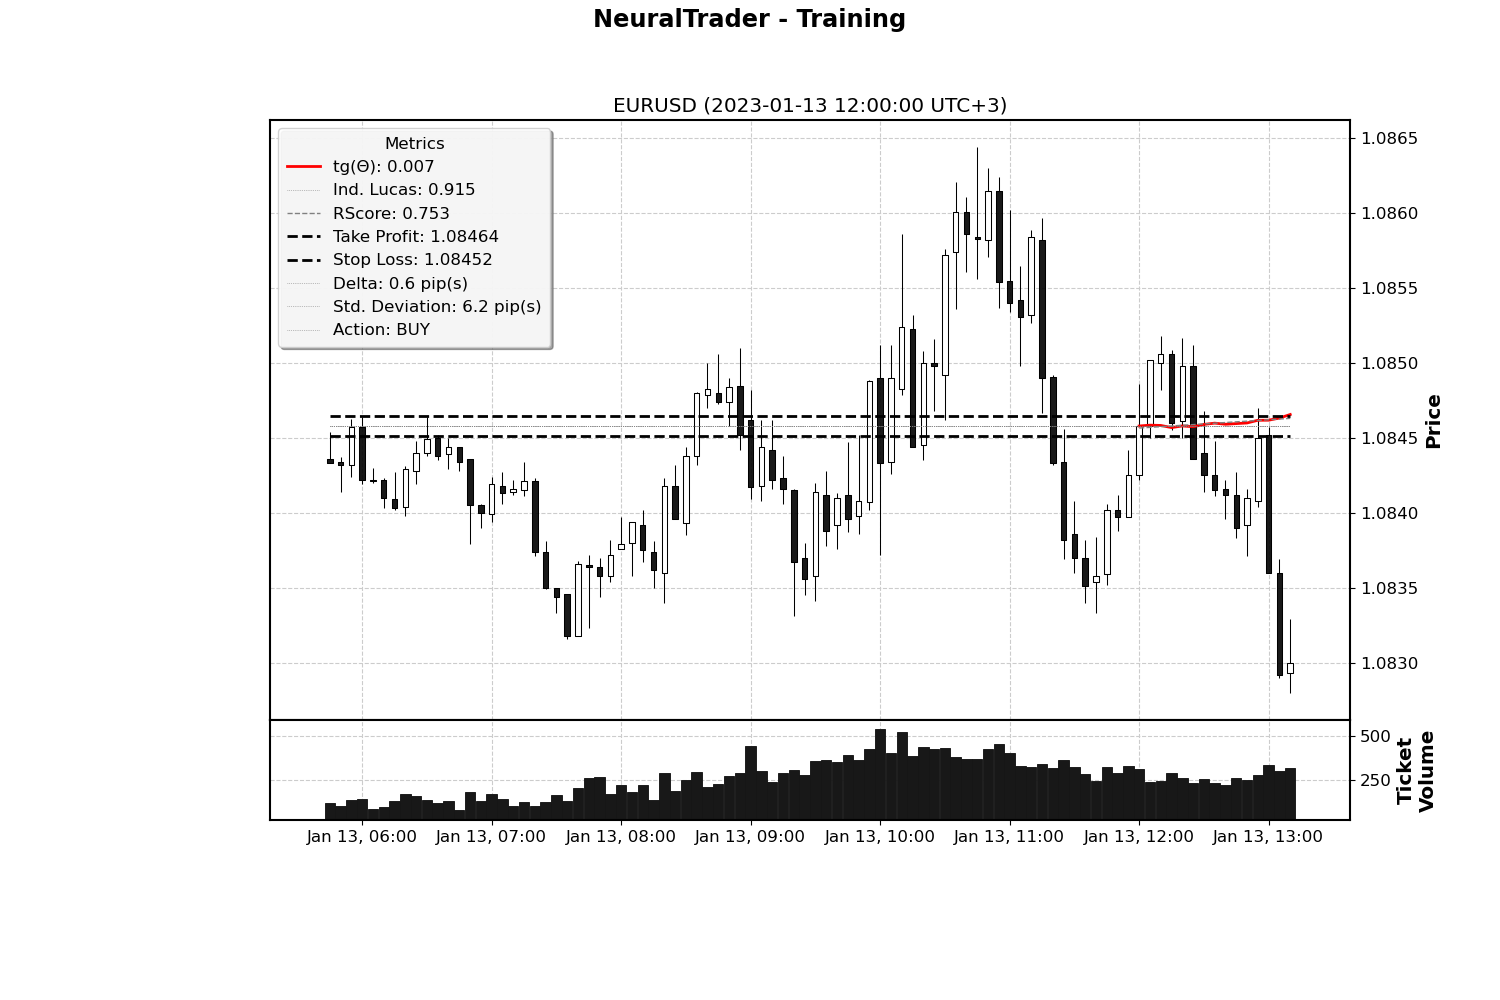 NeuralTrader - Training
EURUSD (2023-01-13 12:00:00 UTC+3)
Metrics
tg(Θ): 0.007
Ind. Lucas: 0.915
RScore: 0.753
Take Profit: 1.08464
Stop Loss: 1.08452
Delta: 0.6 pip(s)
Std. Deviation: 6.2 pip(s)
Action: BUY
1.0865
1.0860
1.0855
1.0850
1.0845
1.0840
1.0835
1.0830
Price
500
250
Ticket
Volume
Jan 13, 06:00
Jan 13, 07:00
Jan 13, 08:00
Jan 13, 09:00
Jan 13, 10:00
Jan 13, 11:00
Jan 13, 12:00
Jan 13, 13:00